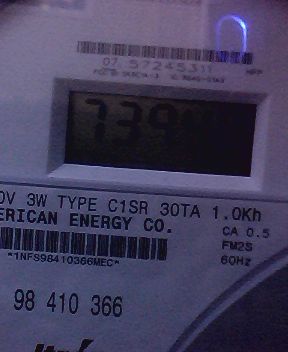 07 57245311
739
0V 3W TYPE C1SR 30TA 1.0Kh
ERICAN ENERGY CO.
CA 0.5
FM2S
*1NFS98410366MEC*
60Hz
98 410 366